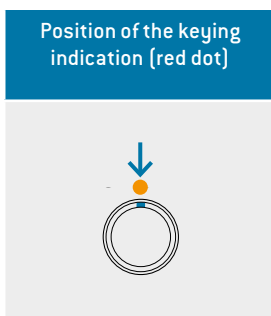 Position of the keying
indication (red dot)